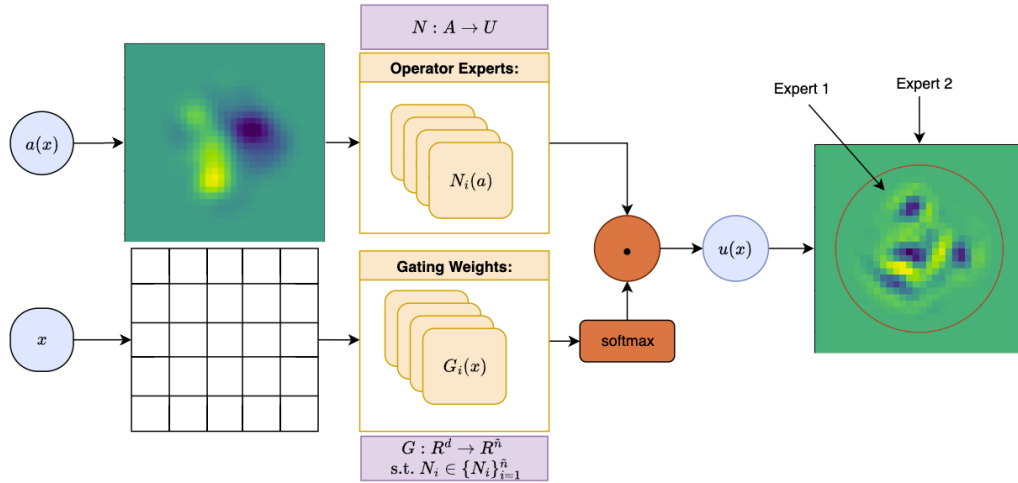 N : A → U
Operator Experts:
a(x)
N_i(a)
Expert 1
Expert 2
u(x)
Gating Weights:
x
G_i(x)
softmax
G : R^d → R^ñ
s.t. N_i ∈ {N_i}_{i=1}^ñ